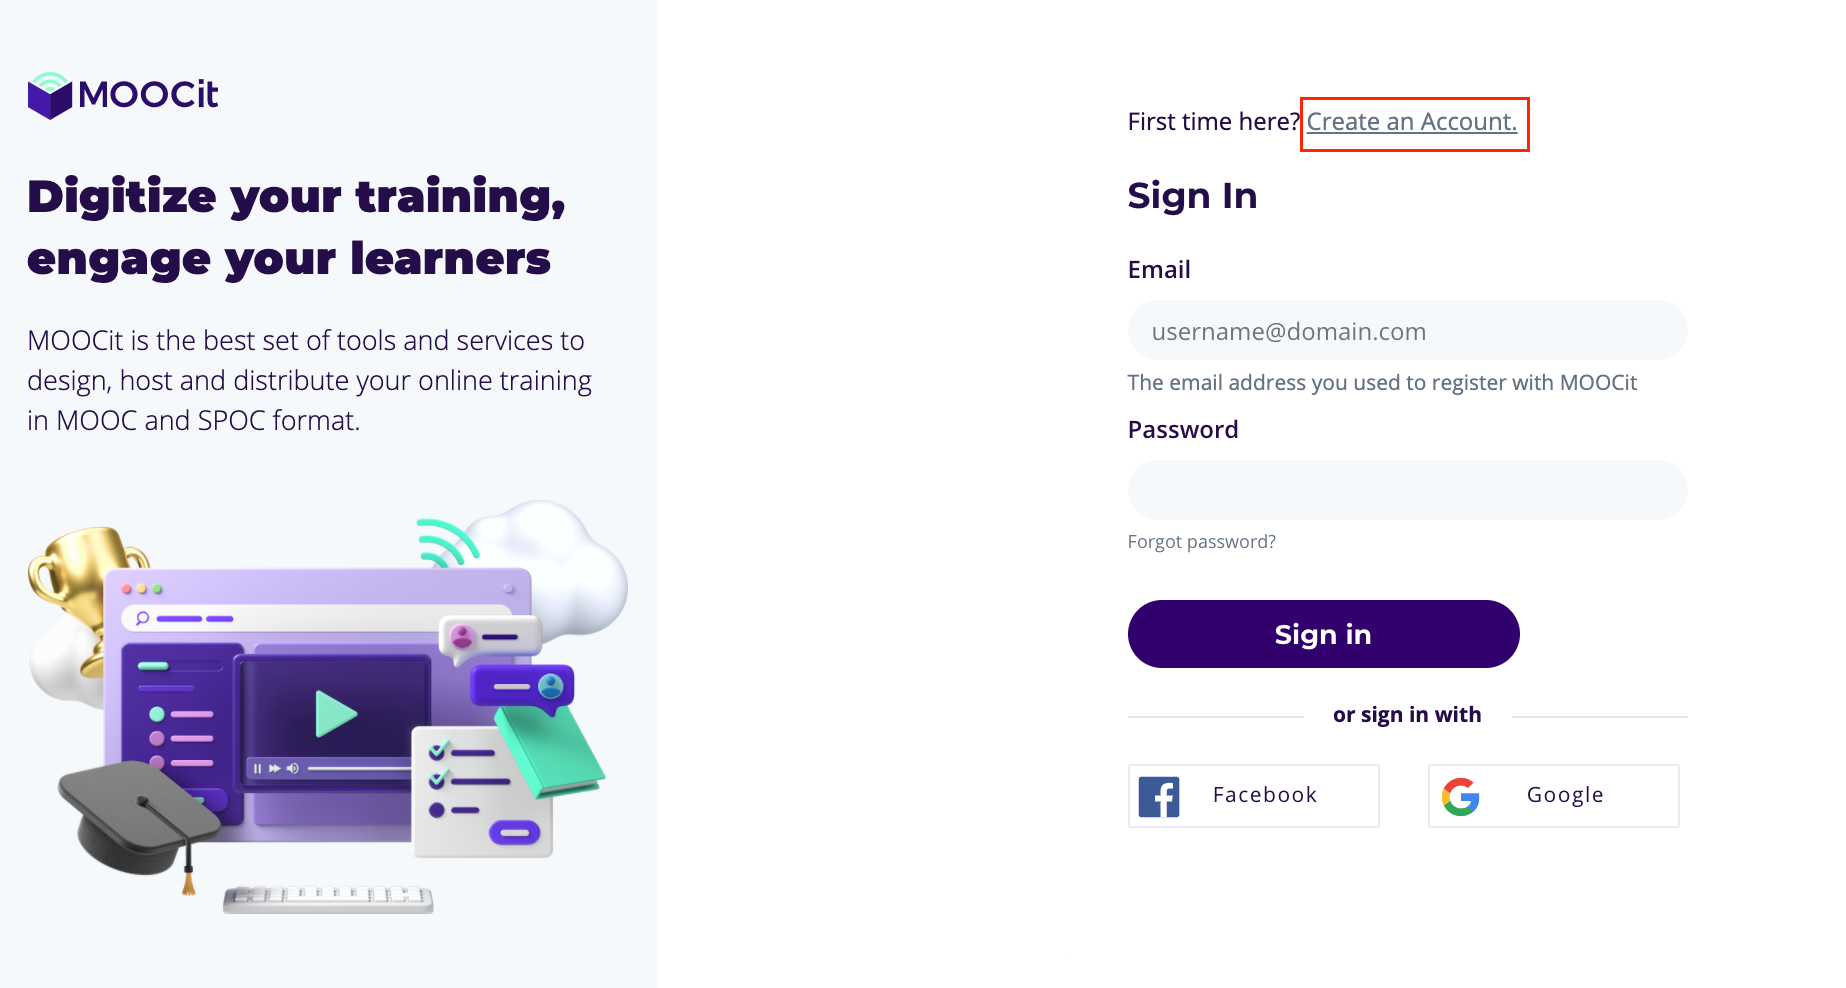 MOOCit
Digitize your training,
engage your learners
MOOCit is the best set of tools and services to
design, host and distribute your online training
in MOOC and SPOC format.
First time here? Create an Account.
Sign In
Email
username@domain.com
The email address you used to register with MOOCit
Password
Forgot password?
Sign in
or sign in with
Facebook
Google